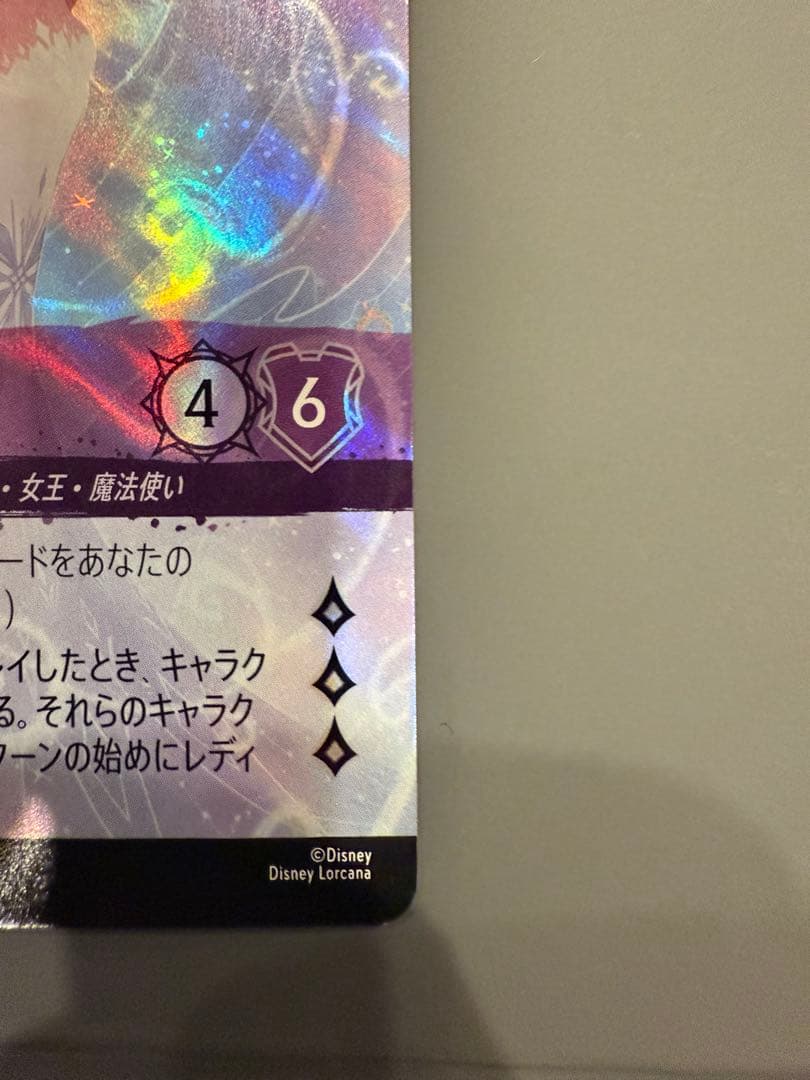 4 6
・女王・魔法使い
ードをあなたの
)
レイしたとき、キャラク
る。それらのキャラク
ターンの始めにレディ
©Disney
Disney Lorcana